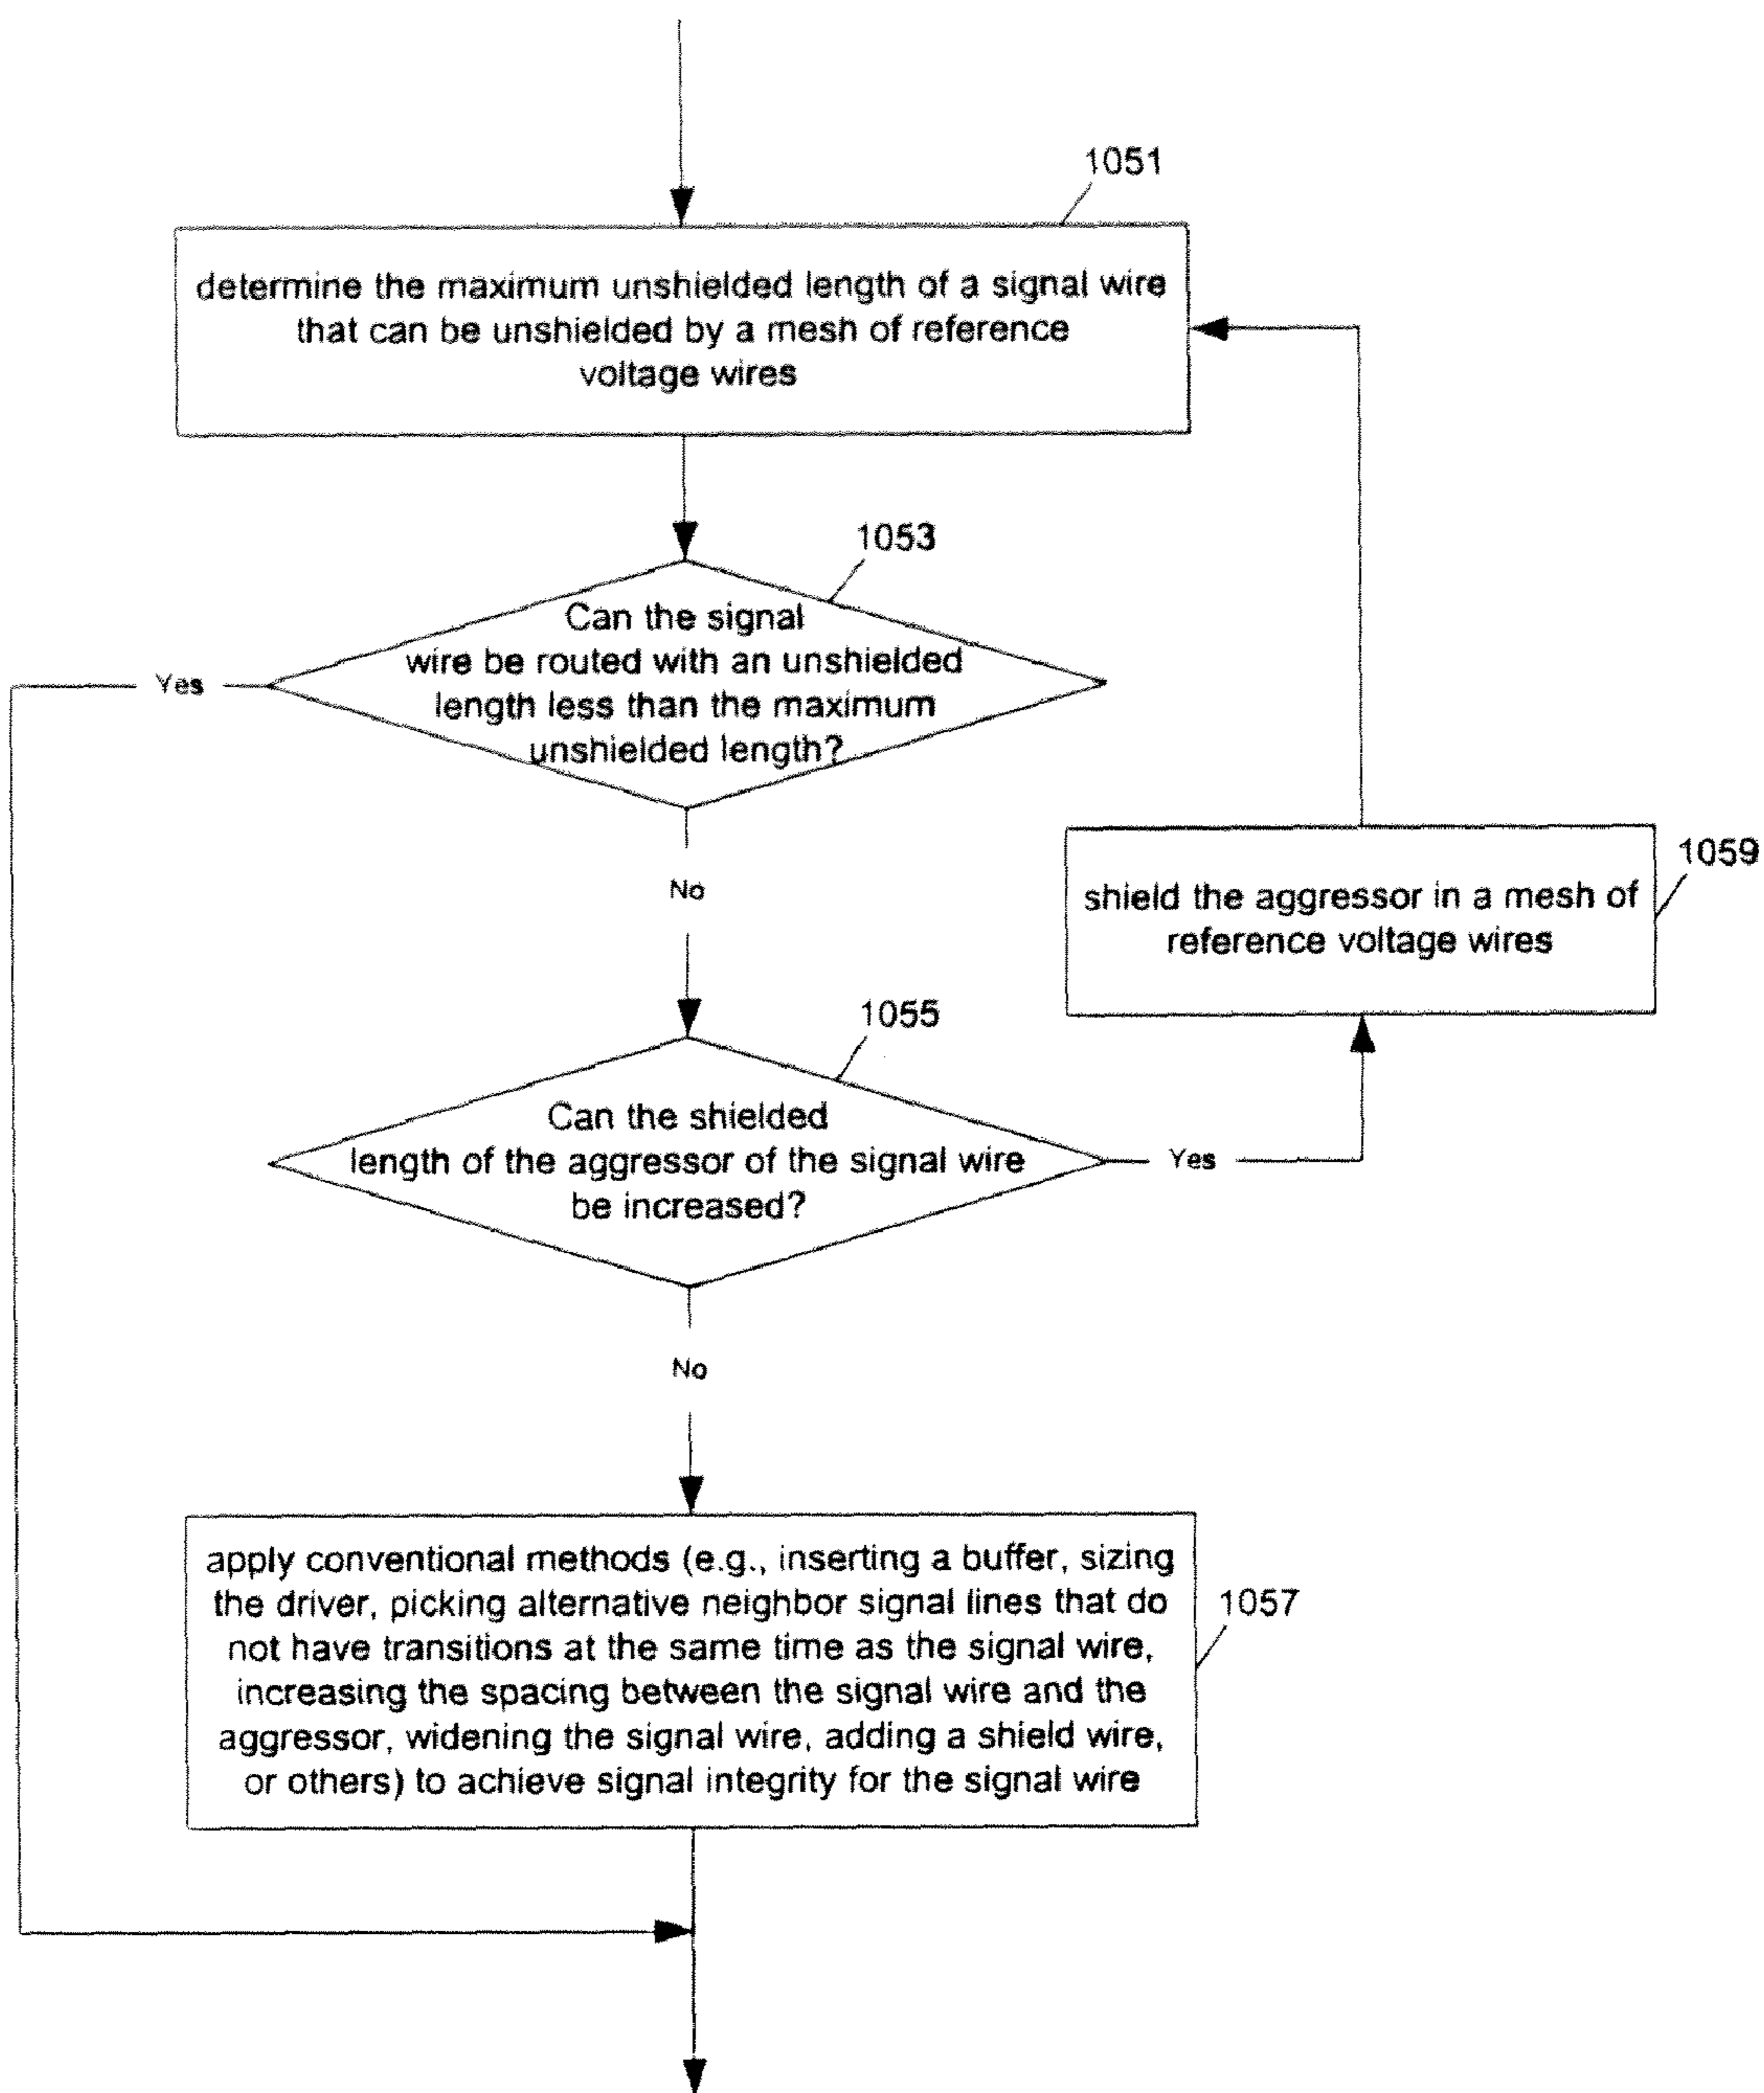 1051
determine the maximum unshielded length of a signal wire
that can be unshielded by a mesh of reference
voltage wires
1053
Can the signal
wire be routed with an unshielded
length less than the maximum
unshielded length?
Yes
No
1059
shield the aggressor in a mesh of
reference voltage wires
1055
Can the shielded
length of the aggressor of the signal wire
be increased?
Yes
No
apply conventional methods (e.g., inserting a buffer, sizing
the driver, picking alternative neighbor signal lines that do
not have transitions at the same time as the signal wire,
increasing the spacing between the signal wire and the
aggressor, widening the signal wire, adding a shield wire,
or others) to achieve signal integrity for the signal wire
1057